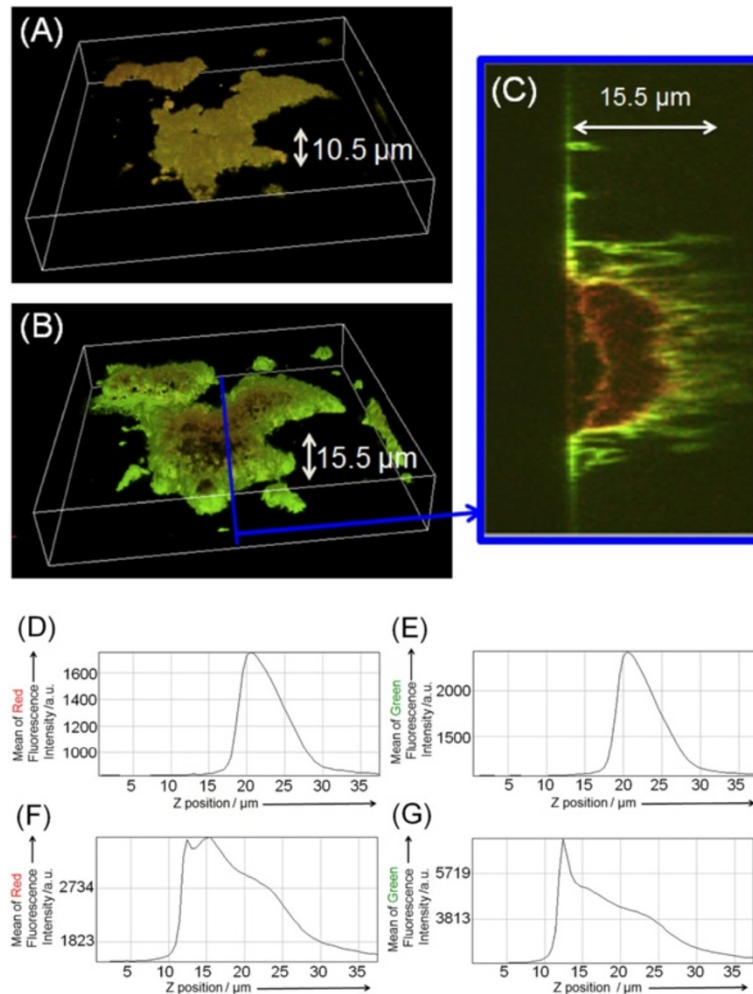 (A)
10.5 µm
(B)
15.5 µm
(C)
15.5 µm
(D)
Mean of Red
Fluorescence
Intensity /a.u.
1600
1400
1200
1000
5 10 15 20 25 30 35
Z position / µm
(E)
Mean of Green
Fluorescence
Intensity /a.u.
2000
1500
5 10 15 20 25 30 35
Z position / µm
(F)
Mean of Red
Fluorescence
Intensity /a.u.
2734
1823
5 10 15 20 25 30 35
Z position / µm
(G)
Mean of Green
Fluorescence
Intensity /a.u.
5719
3813
5 10 15 20 25 30 35
Z position / µm